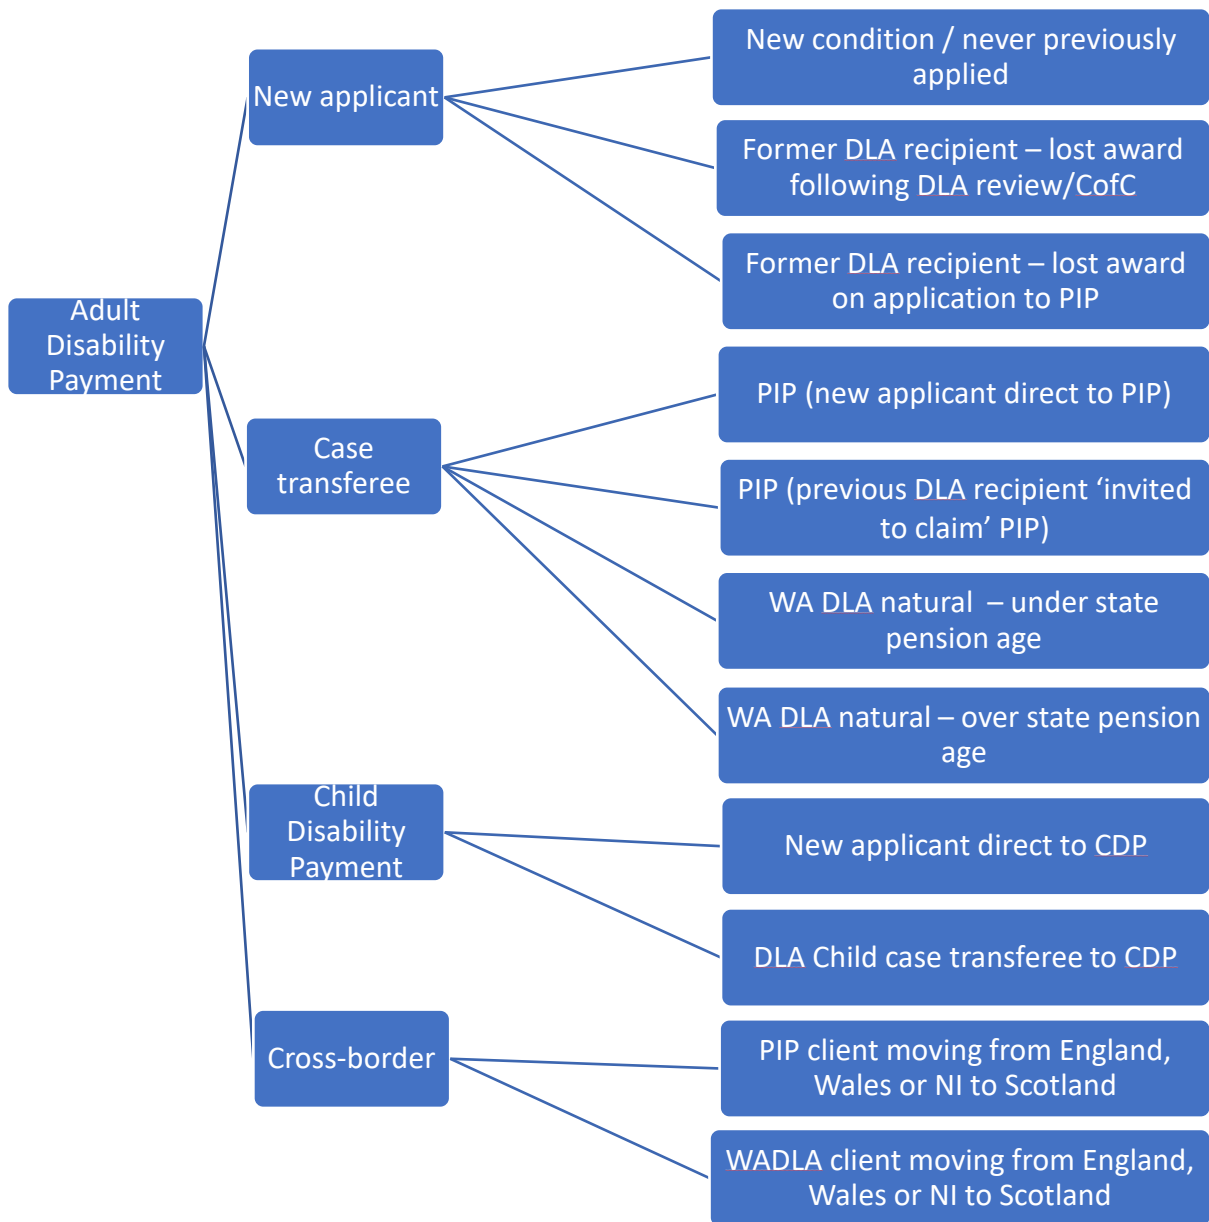 Adult
Disability
Payment
New applicant
New condition / never previously
applied
Former DLA recipient – lost award
following DLA review/CofC
Former DLA recipient – lost award
on application to PIP
Case
transferee
PIP (new applicant direct to PIP)
PIP (previous DLA recipient ‘invited
to claim’ PIP)
WA DLA natural – under state
pension age
WA DLA natural – over state pension
age
Child
Disability
Payment
New applicant direct to CDP
DLA Child case transferee to CDP
Cross-border
PIP client moving from England,
Wales or NI to Scotland
WADLA client moving from England,
Wales or NI to Scotland